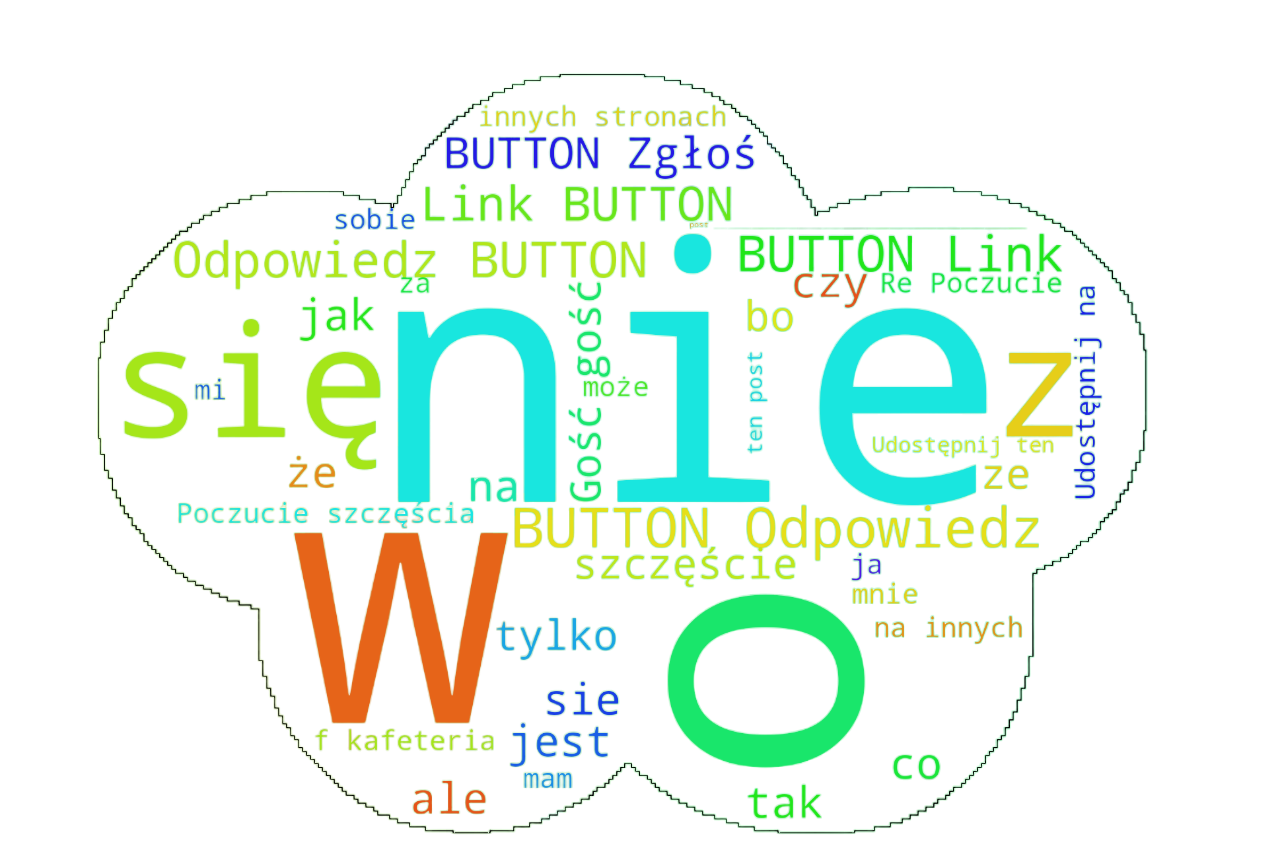 innych stronach
BUTTON Zgłoś
Link BUTTON
sobie
post
Odpowiedz BUTTON
BUTTON Link
za
czy
Re Poczucie
jak
bo
Gość gość
Udostępnij na
nie
się
mi
może
ten post
z
Udostępnij ten
że
na
ze
Poczucie szczęścia
BUTTON Odpowiedz
szczęście
ja
w
mnie
o
tylko
na innych
sie
f kafeteria
jest
mam
co
ale
tak